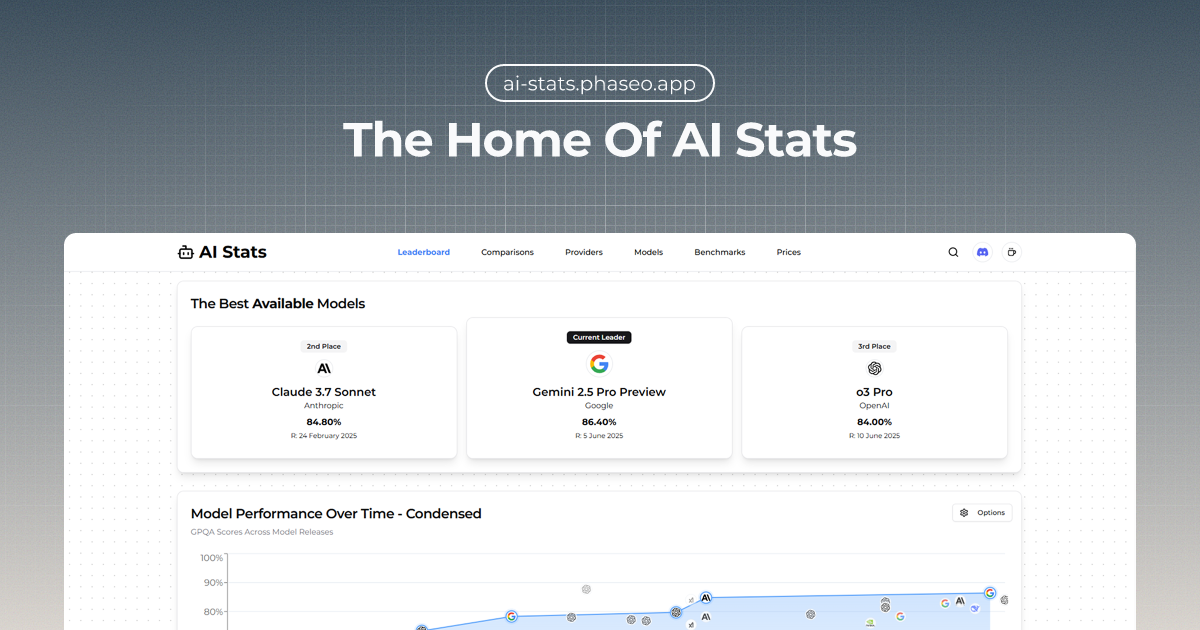 ai-stats.phaseo.app
The Home Of AI Stats
AI Stats
Leaderboard Comparisons Providers Models Benchmarks Prices
The Best Available Models
2nd Place
Claude 3.7 Sonnet
Anthropic
84.80%
R: 24 February 2025
Current Leader
Gemini 2.5 Pro Preview
Google
86.40%
R: 5 June 2025
3rd Place
o3 Pro
OpenAI
84.00%
R: 10 June 2025
Model Performance Over Time - Condensed
Options
GPQA Scores Across Model Releases
100%
90%
80%